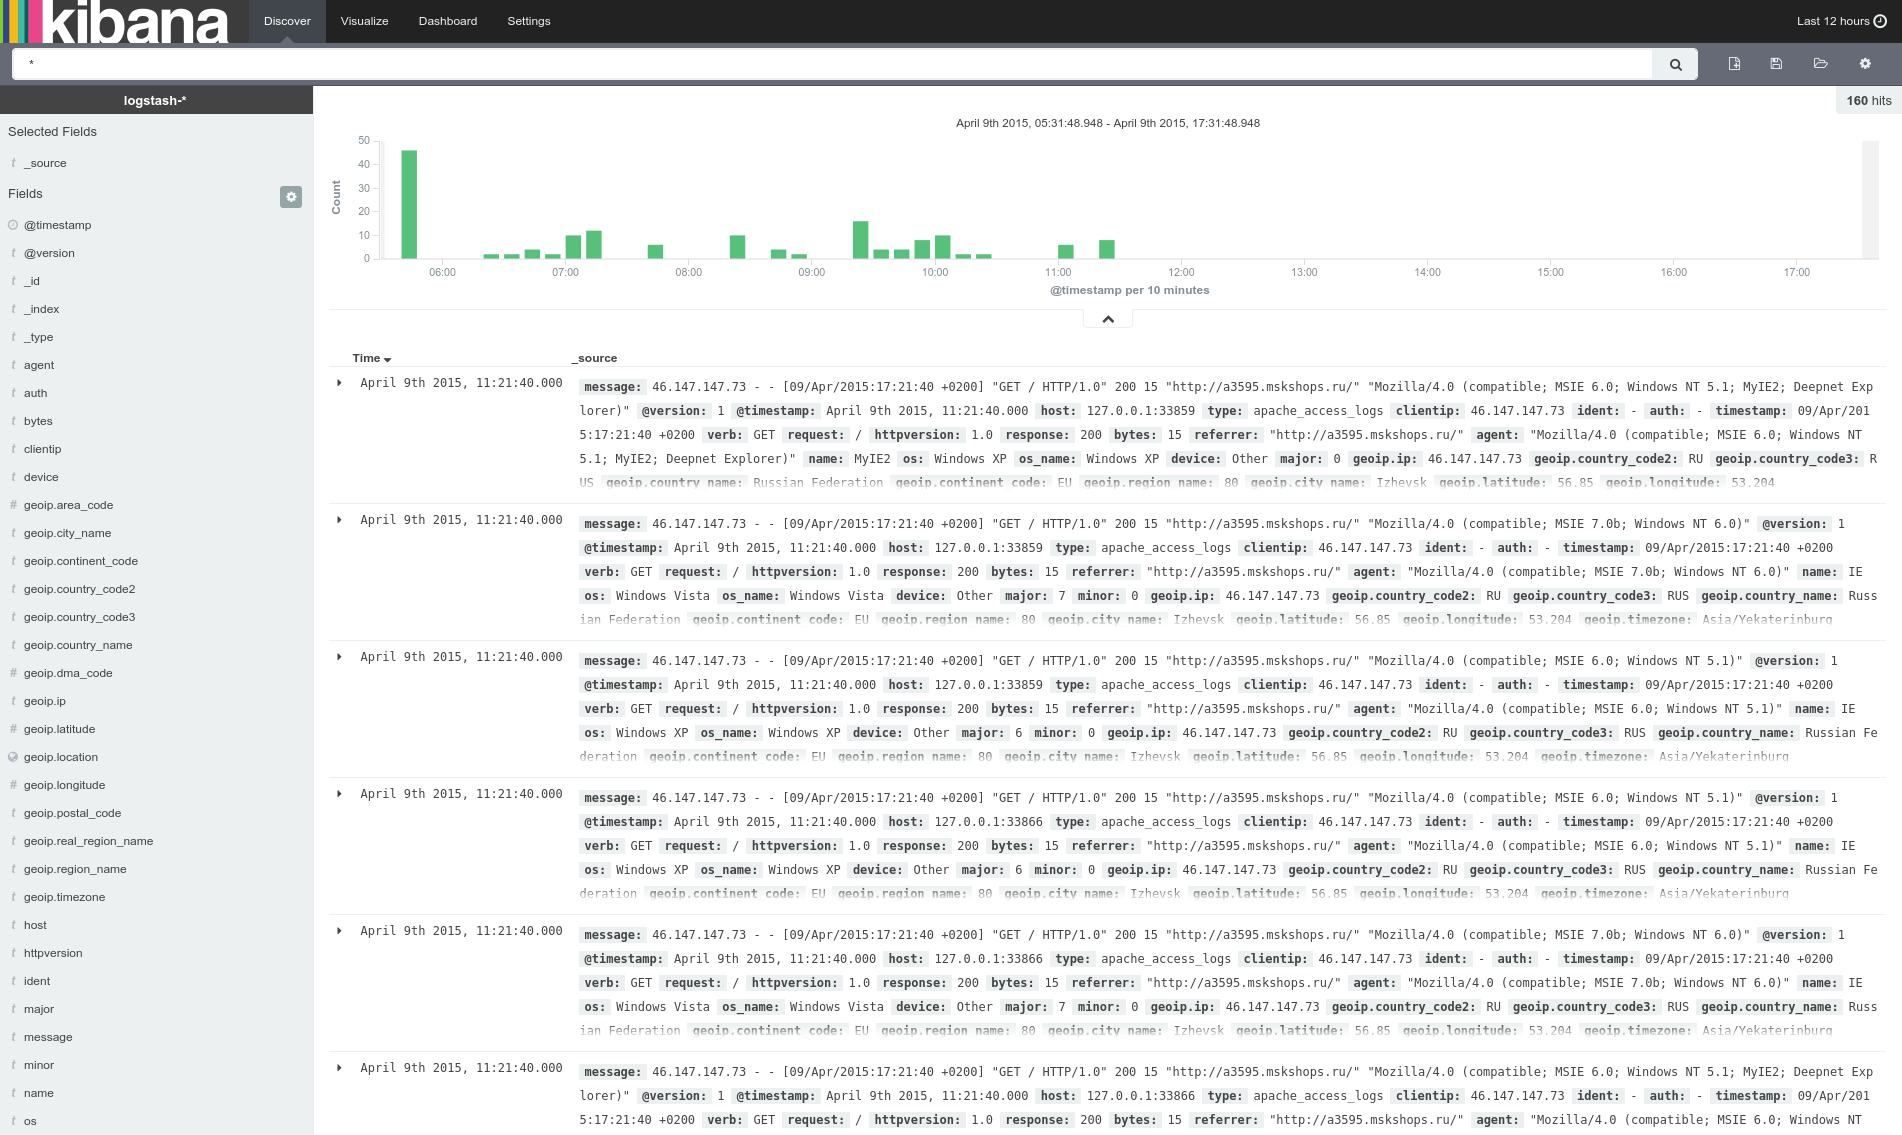 kibana Discover Visualize Dashboard Settings Last 12 hours
*
logstash-*
160 hits
Selected Fields
t _source
Fields
@timestamp
t @version
t _id
t _index
t _type
t agent
t auth
t bytes
t clientip
t device
# geoip.area_code
t geoip.city_name
t geoip.continent_code
t geoip.country_code2
t geoip.country_code3
t geoip.country_name
# geoip.dma_code
t geoip.ip
# geoip.latitude
geoip.location
# geoip.longitude
t geoip.postal_code
t geoip.real_region_name
t geoip.region_name
t geoip.timezone
t host
t httpversion
t ident
t major
t message
t minor
t name
t os
April 9th 2015, 05:31:48.948 - April 9th 2015, 17:31:48.948
Count
50
40
30
20
10
0
06:00 07:00 08:00 09:00 10:00 11:00 12:00 13:00 14:00 15:00 16:00 17:00
@timestamp per 10 minutes
Time _source
April 9th 2015, 11:21:40.000 message: 46.147.147.73 - - [09/Apr/2015:17:21:40 +0200] "GET / HTTP/1.0" 200 15 "http://a3595.mskshops.ru/" "Mozilla/4.0 (compatible; MSIE 6.0; Windows NT 5.1; MyIE2; Deepnet Exp
lorer)" @version: 1 @timestamp: April 9th 2015, 11:21:40.000 host: 127.0.0.1:33859 type: apache_access_logs clientip: 46.147.147.73 ident: - auth: - timestamp: 09/Apr/201
5:17:21:40 +0200 verb: GET request: / httpversion: 1.0 response: 200 bytes: 15 referrer: "http://a3595.mskshops.ru/" agent: "Mozilla/4.0 (compatible; MSIE 6.0; Windows NT
5.1; MyIE2; Deepnet Explorer)" name: MyIE2 os: Windows XP os_name: Windows XP device: Other major: 0 geoip.ip: 46.147.147.73 geoip.country_code2: RU geoip.country_code3: R
US geoip.country_name: Russian Federation geoip.continent_code: EU geoip.region_name: 80 geoip.city_name: Izhevsk geoip.latitude: 56.85 geoip.longitude: 53.204
April 9th 2015, 11:21:40.000 message: 46.147.147.73 - - [09/Apr/2015:17:21:40 +0200] "GET / HTTP/1.0" 200 15 "http://a3595.mskshops.ru/" "Mozilla/4.0 (compatible; MSIE 7.0b; Windows NT 6.0)" @version: 1
@timestamp: April 9th 2015, 11:21:40.000 host: 127.0.0.1:33859 type: apache_access_logs clientip: 46.147.147.73 ident: - auth: - timestamp: 09/Apr/2015:17:21:40 +0200
verb: GET request: / httpversion: 1.0 response: 200 bytes: 15 referrer: "http://a3595.mskshops.ru/" agent: "Mozilla/4.0 (compatible; MSIE 7.0b; Windows NT 6.0)" name: IE
os: Windows Vista os_name: Windows Vista device: Other major: 7 minor: 0 geoip.ip: 46.147.147.73 geoip.country_code2: RU geoip.country_code3: RUS geoip.country_name: Russ
ian Federation geoip.continent_code: EU geoip.region_name: 80 geoip.city_name: Izhevsk geoip.latitude: 56.85 geoip.longitude: 53.204 geoip.timezone: Asia/Yekaterinburg
April 9th 2015, 11:21:40.000 message: 46.147.147.73 - - [09/Apr/2015:17:21:40 +0200] "GET / HTTP/1.0" 200 15 "http://a3595.mskshops.ru/" "Mozilla/4.0 (compatible; MSIE 6.0; Windows NT 5.1)" @version: 1
@timestamp: April 9th 2015, 11:21:40.000 host: 127.0.0.1:33859 type: apache_access_logs clientip: 46.147.147.73 ident: - auth: - timestamp: 09/Apr/2015:17:21:40 +0200
verb: GET request: / httpversion: 1.0 response: 200 bytes: 15 referrer: "http://a3595.mskshops.ru/" agent: "Mozilla/4.0 (compatible; MSIE 6.0; Windows NT 5.1)" name: IE
os: Windows XP os_name: Windows XP device: Other major: 6 minor: 0 geoip.ip: 46.147.147.73 geoip.country_code2: RU geoip.country_code3: RUS geoip.country_name: Russian Fe
deration geoip.continent_code: EU geoip.region_name: 80 geoip.city_name: Izhevsk geoip.latitude: 56.85 geoip.longitude: 53.204 geoip.timezone: Asia/Yekaterinburg
April 9th 2015, 11:21:40.000 message: 46.147.147.73 - - [09/Apr/2015:17:21:40 +0200] "GET / HTTP/1.0" 200 15 "http://a3595.mskshops.ru/" "Mozilla/4.0 (compatible; MSIE 6.0; Windows NT 5.1)" @version: 1
@timestamp: April 9th 2015, 11:21:40.000 host: 127.0.0.1:33866 type: apache_access_logs clientip: 46.147.147.73 ident: - auth: - timestamp: 09/Apr/2015:17:21:40 +0200
verb: GET request: / httpversion: 1.0 response: 200 bytes: 15 referrer: "http://a3595.mskshops.ru/" agent: "Mozilla/4.0 (compatible; MSIE 6.0; Windows NT 5.1)" name: IE
os: Windows XP os_name: Windows XP device: Other major: 6 minor: 0 geoip.ip: 46.147.147.73 geoip.country_code2: RU geoip.country_code3: RUS geoip.country_name: Russian Fe
deration geoip.continent_code: EU geoip.region_name: 80 geoip.city_name: Izhevsk geoip.latitude: 56.85 geoip.longitude: 53.204 geoip.timezone: Asia/Yekaterinburg
April 9th 2015, 11:21:40.000 message: 46.147.147.73 - - [09/Apr/2015:17:21:40 +0200] "GET / HTTP/1.0" 200 15 "http://a3595.mskshops.ru/" "Mozilla/4.0 (compatible; MSIE 7.0b; Windows NT 6.0)" @version: 1
@timestamp: April 9th 2015, 11:21:40.000 host: 127.0.0.1:33866 type: apache_access_logs clientip: 46.147.147.73 ident: - auth: - timestamp: 09/Apr/2015:17:21:40 +0200
verb: GET request: / httpversion: 1.0 response: 200 bytes: 15 referrer: "http://a3595.mskshops.ru/" agent: "Mozilla/4.0 (compatible; MSIE 7.0b; Windows NT 6.0)" name: IE
os: Windows Vista os_name: Windows Vista device: Other major: 7 minor: 0 geoip.ip: 46.147.147.73 geoip.country_code2: RU geoip.country_code3: RUS geoip.country_name: Russ
ian Federation geoip.continent_code: EU geoip.region_name: 80 geoip.city_name: Izhevsk geoip.latitude: 56.85 geoip.longitude: 53.204 geoip.timezone: Asia/Yekaterinburg
April 9th 2015, 11:21:40.000 message: 46.147.147.73 - - [09/Apr/2015:17:21:40 +0200] "GET / HTTP/1.0" 200 15 "http://a3595.mskshops.ru/" "Mozilla/4.0 (compatible; MSIE 6.0; Windows NT 5.1; MyIE2; Deepnet Exp
lorer)" @version: 1 @timestamp: April 9th 2015, 11:21:40.000 host: 127.0.0.1:33866 type: apache_access_logs clientip: 46.147.147.73 ident: - auth: - timestamp: 09/Apr/201
5:17:21:40 +0200 verb: GET request: / httpversion: 1.0 response: 200 bytes: 15 referrer: "http://a3595.mskshops.ru/" agent: "Mozilla/4.0 (compatible; MSIE 6.0; Windows NT